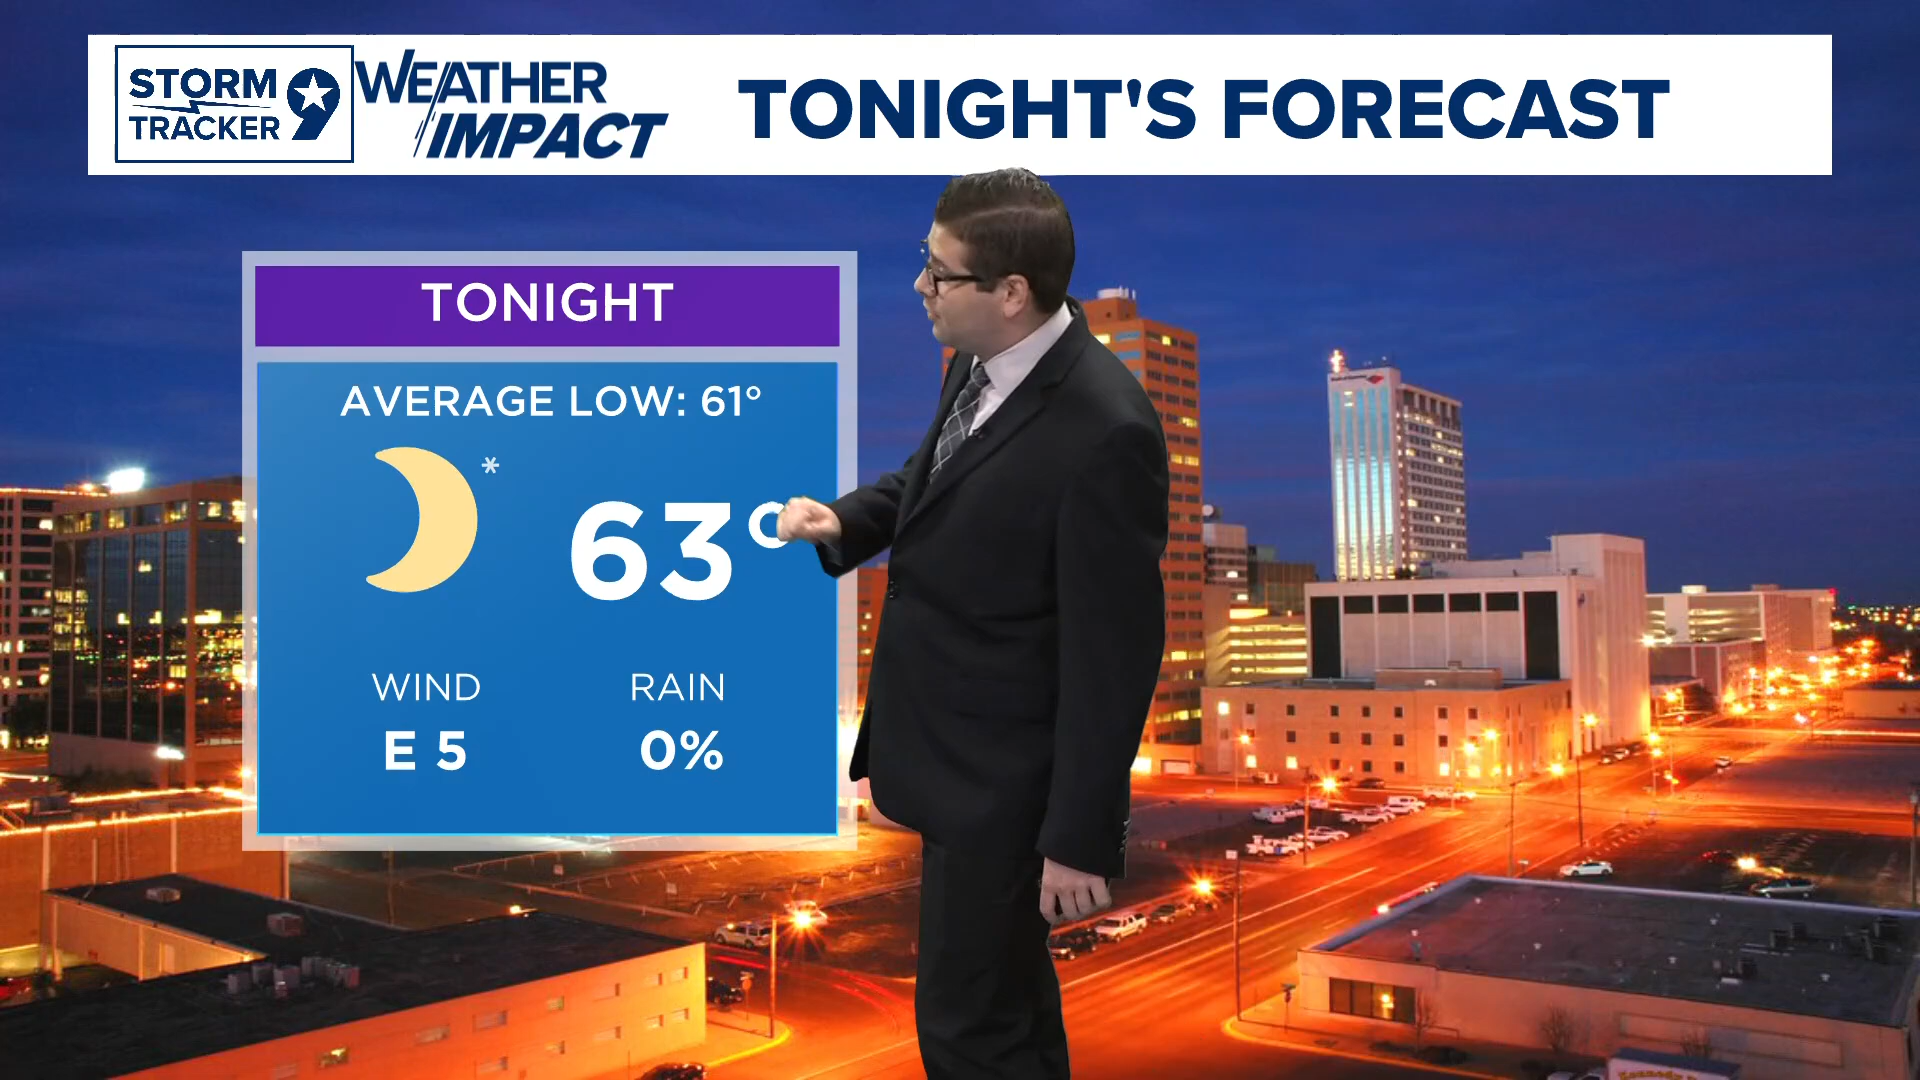 STORM
TRACKER 9
WEATHER
IMPACT
TONIGHT'S FORECAST
TONIGHT
AVERAGE LOW: 61°
63°
WIND
RAIN
E 5
0%